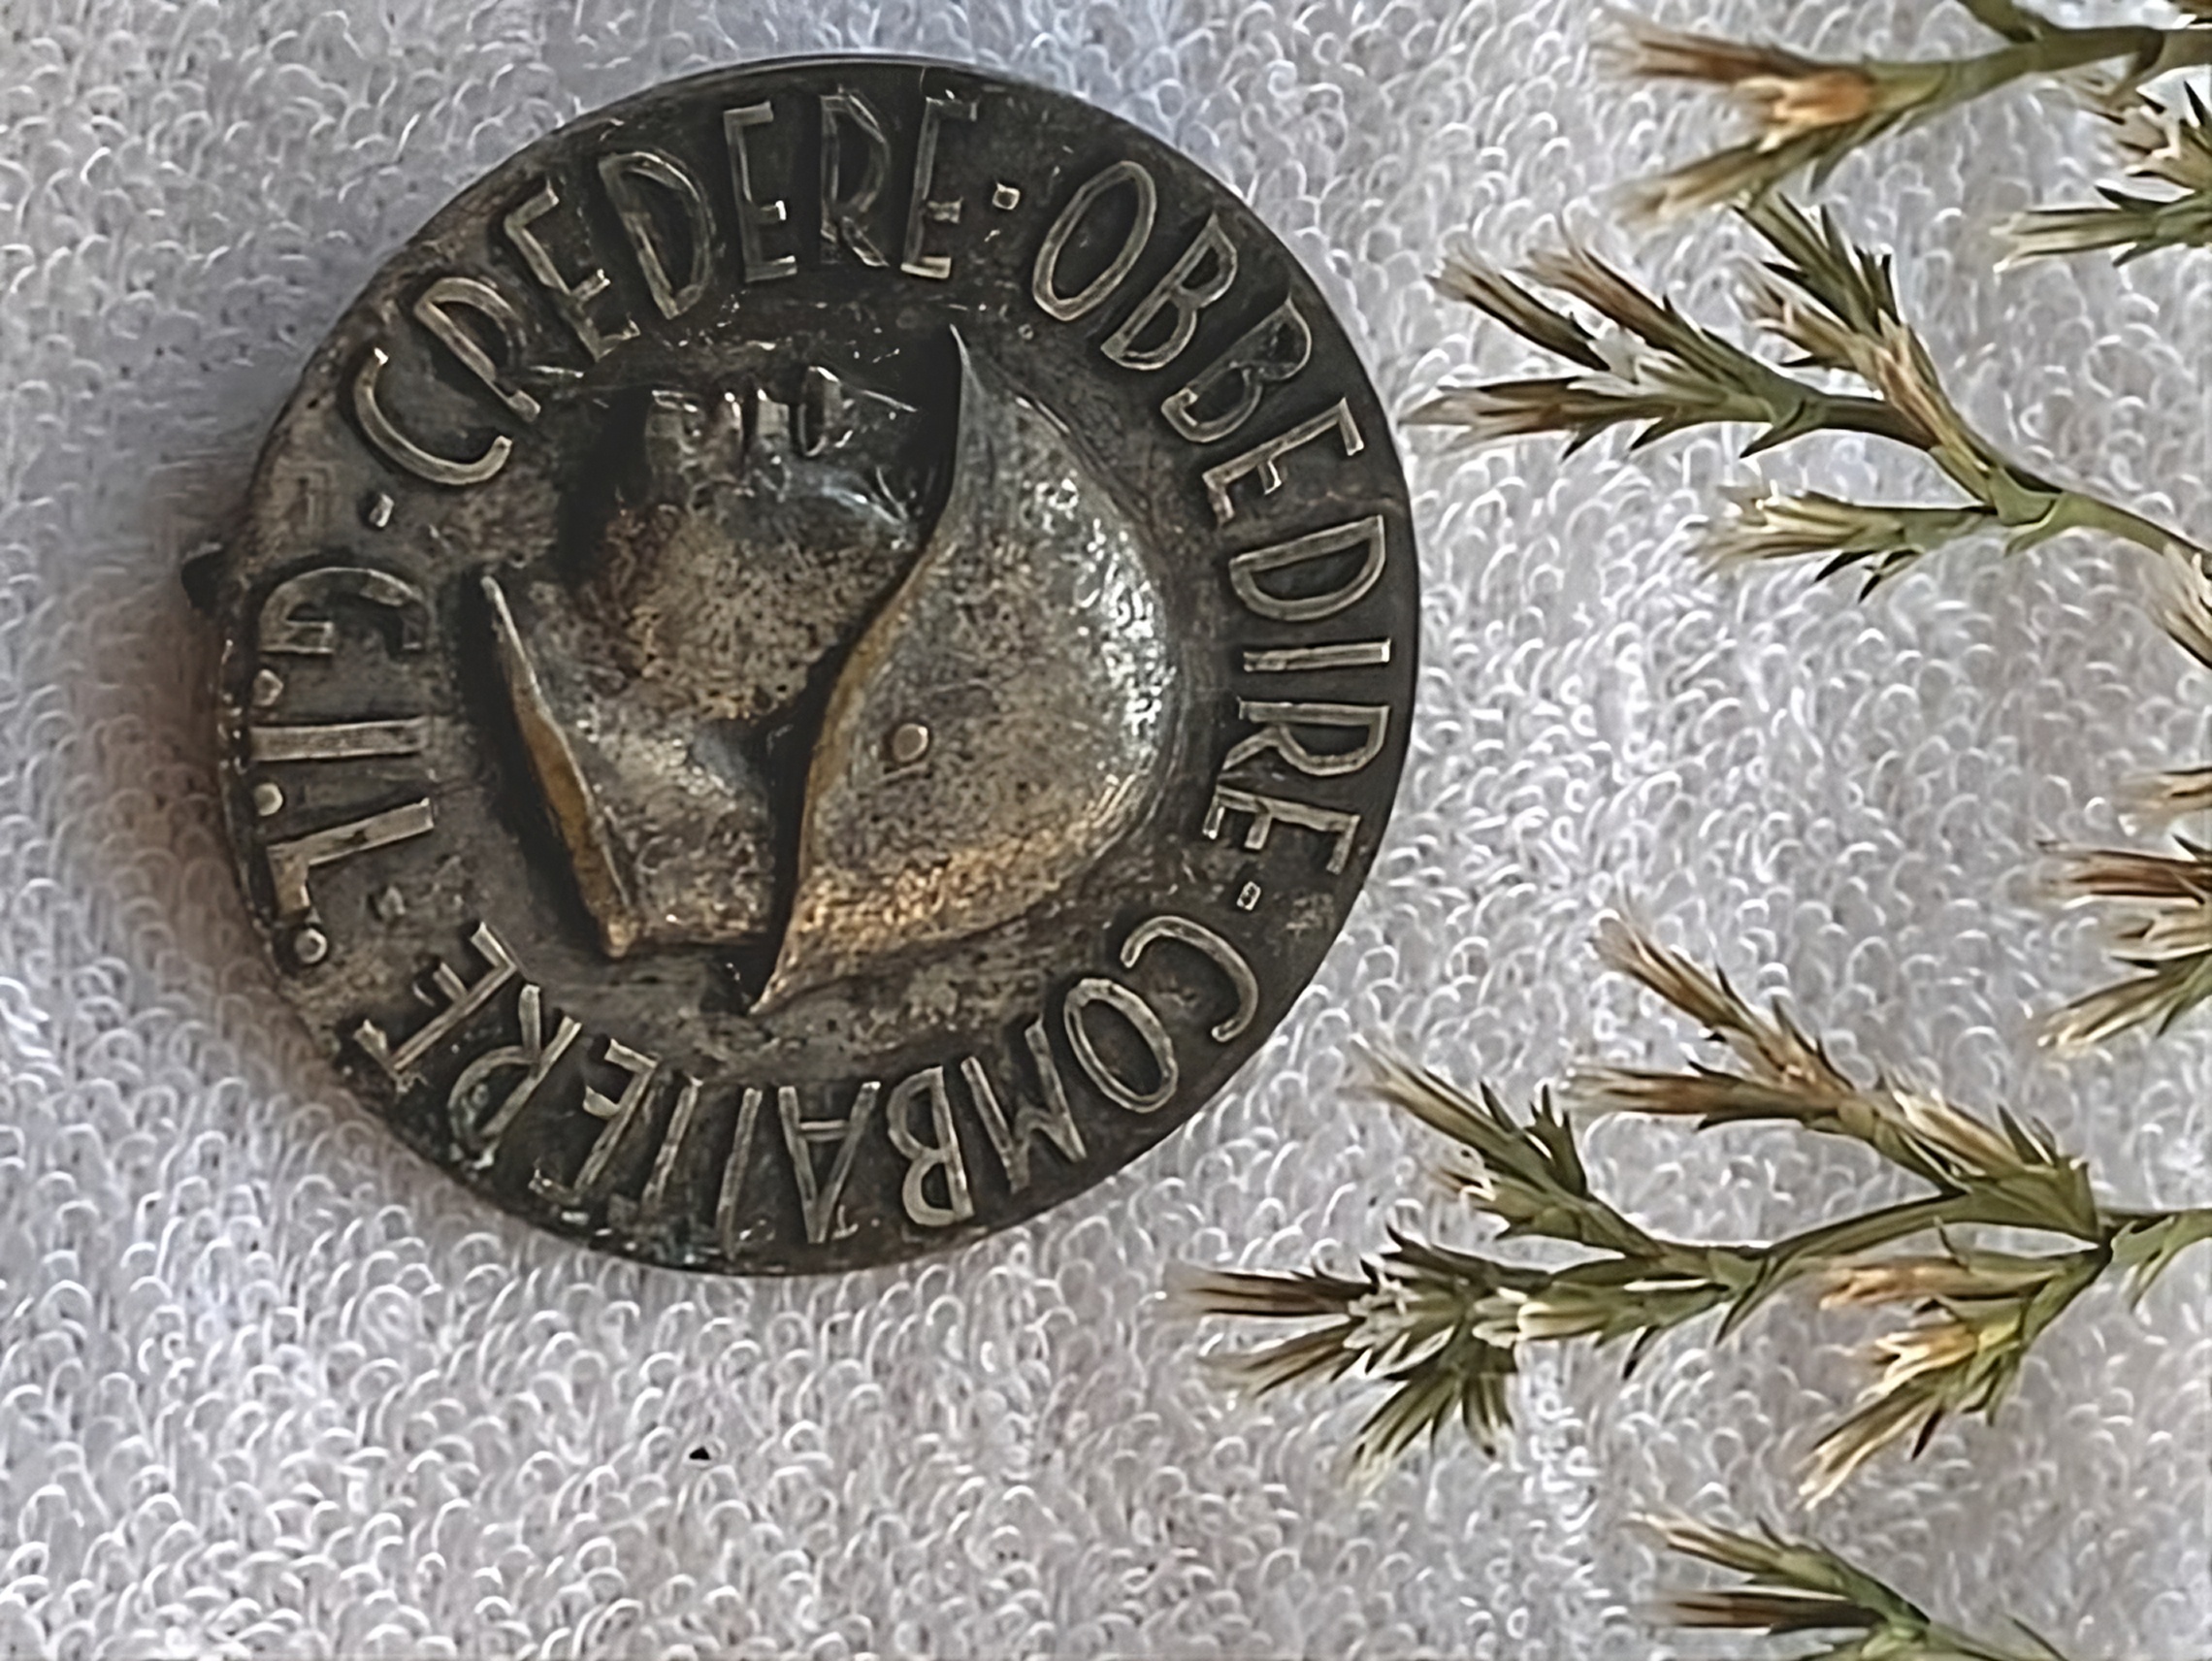 CREDERE · OBBEDIRE · COMBATTERE
G.I.L.